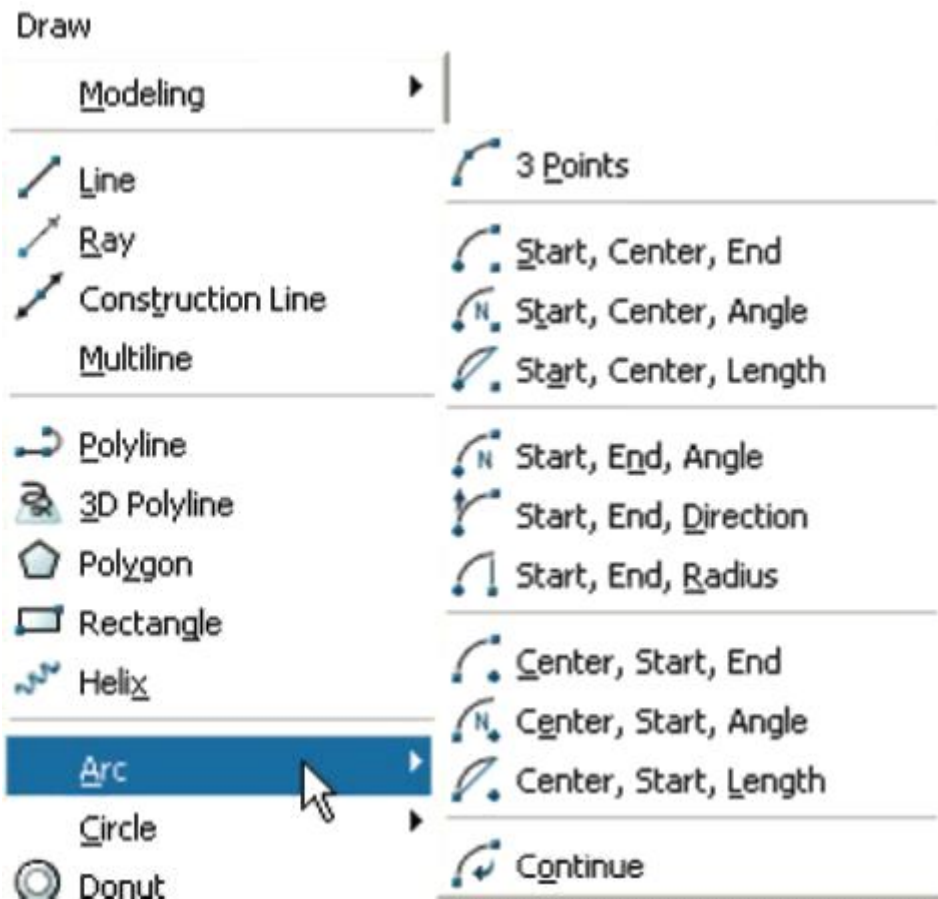 Draw
Modeling
Line
Ray
Construction Line
Multiline
Polyline
3D Polyline
Polygon
Rectangle
Helix
Arc
Circle
Donut
3 Points
Start, Center, End
Start, Center, Angle
Start, Center, Length
Start, End, Angle
Start, End, Direction
Start, End, Radius
Center, Start, End
Center, Start, Angle
Center, Start, Length
Continue